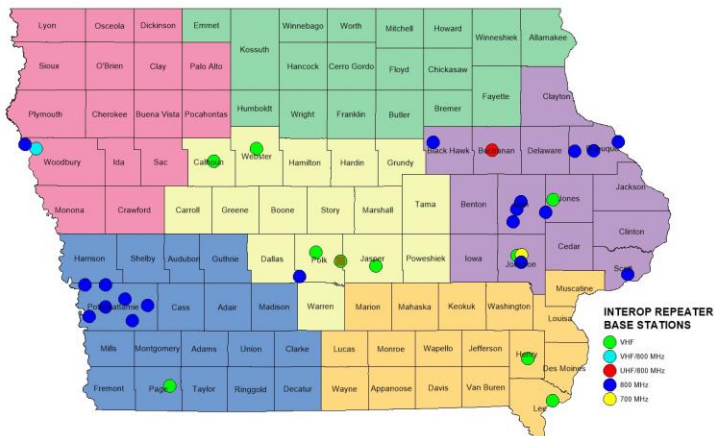 Lyon Osceola Dickinson Emmet Winnebago Worth Mitchell Howard Winneshiek Allamakee
Kossuth
Sioux O'Brien Clay Palo Alto Hancock Cerro Gordo Floyd Chickasaw
Fayette Clayton
Plymouth Cherokee Buena Vista Pocahontas Humboldt Wright Franklin Butler Bremer
Woodbury Ida Sac Calhoun Webster Hamilton Hardin Grundy Black Hawk Buchanan Delaware Dubuque
Jackson
Monona Crawford Carroll Greene Boone Story Marshall Tama Benton Jones
Clinton
Harrison Shelby Audubon Guthrie Dallas Polk Jasper Poweshiek Iowa Johnson Cedar
Scott
Pottawattamie Cass Adair Madison Warren Marion Mahaska Keokuk Washington Muscatine
Louisa
Mills Montgomery Adams Union Clarke Lucas Monroe Wapello Jefferson Henry
Des Moines
Fremont Page Taylor Ringgold Decatur Wayne Appanoose Davis Van Buren Lee
INTEROP REPEATER
BASE STATIONS
VHF
VHF/800 MHz
UHF/800 MHz
800 MHz
700 MHz